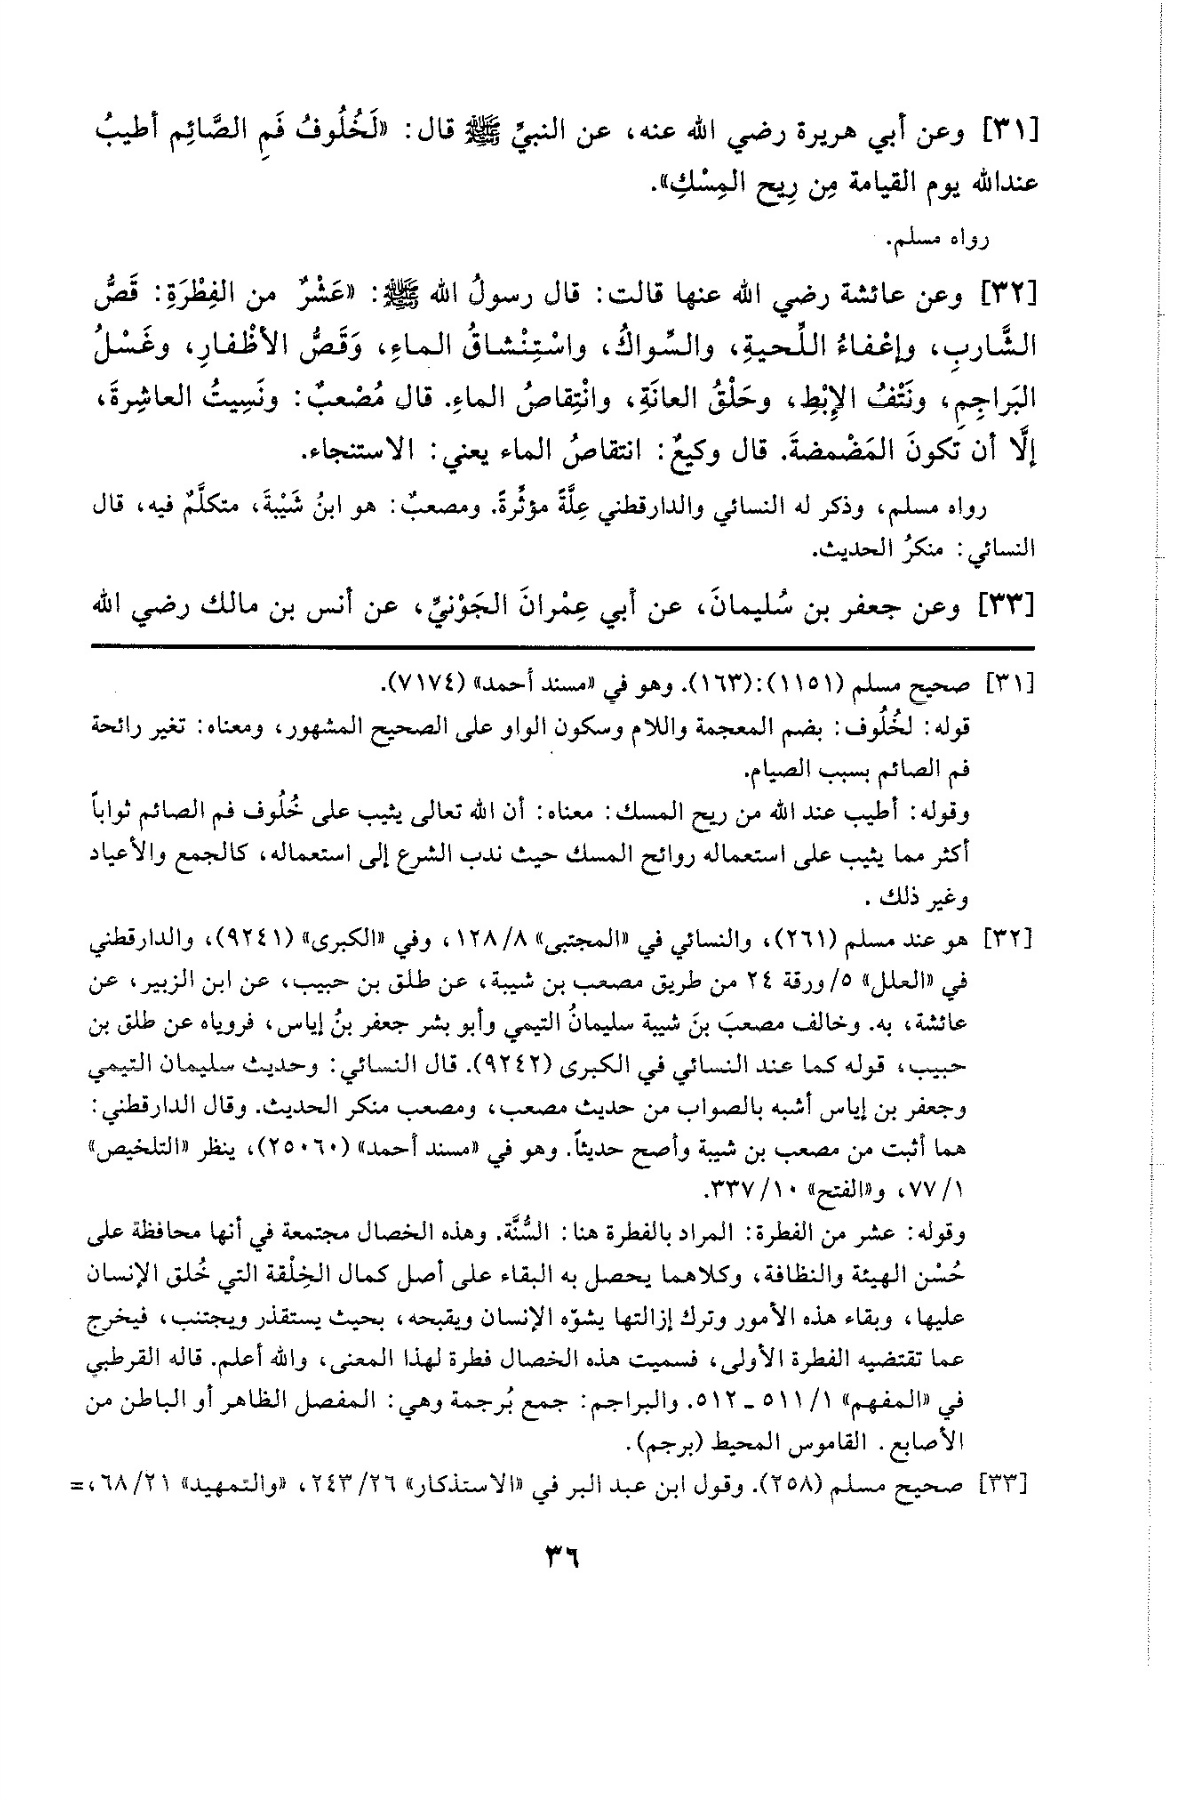 [٣١] وعن أبي هريرة رضي الله عنه، عن النبيِّ ﷺ قال: «لَخُلُوفُ فَمِ الصَّائِم أطيبُ
عندالله يوم القيامة مِن رِيح المِسْكِ».
رواه مسلم.
[٣٢] وعن عائشة رضي الله عنها قالت: قال رسولُ الله ﷺ: «عَشْرٌ من الفِطْرَةِ: قَصُّ
الشَّاربِ، وإعْفاءُ اللِّحيةِ، والسِّواكُ، واسْتِنْشاقُ الماءِ، وَقَصُّ الأظْفارِ، وغَسْلُ
البَراجِمِ، ونَتْفُ الإِبْطِ، وحَلْقُ العانَةِ، وانْتِقاصُ الماءِ. قال مُصْعبٌ: ونَسِيتُ العاشِرةَ،
إلَّا أن تكونَ المَضْمضةَ. قال وكيعٌ: انتقاصُ الماء يعني: الاستنجاء.
رواه مسلم، وذكر له النسائي والدارقطني عِلَّةً مؤثِّرةً. ومصعبٌ: هو ابنُ شَيْبةَ، متكلَّمٌ فيه، قال
النسائي: منكرُ الحديث.
[٣٣] وعن جعفر بن سُليمانَ، عن أبي عِمْرانَ الجَوْنيِّ، عن أنس بن مالك رضي الله
[٣١] صحيح مسلم (١١٥١):(١٦٣). وهو في «مسند أحمد» (٧١٧٤).
قوله: لخُلُوف: بضم المعجمة واللام وسكون الواو على الصحيح المشهور، ومعناه: تغير رائحة
فم الصائم بسبب الصيام.
وقوله: أطيب عند الله من ريح المسك: معناه: أن الله تعالى يثيب على خُلُوف فم الصائم ثواباً
أكثر مما يثيب على استعماله روائح المسك حيث ندب الشرع إلى استعماله، كالجمع والأعياد
وغير ذلك .
[٣٢] هو عند مسلم (٢٦١)، والنسائي في «المجتبى» ١٢٨/٨، وفي «الكبرى» (٩٢٤١)، والدارقطني
في «العلل» ٥/ورقة ٢٤ من طريق مصعب بن شيبة، عن طلق بن حبيب، عن ابن الزبير، عن
عائشة، به. وخالف مصعبَ بنَ شيبة سليمانُ التيمي وأبو بشر جعفر بنُ إياس، فروياه عن طلق بن
حبيب، قوله كما عند النسائي في الكبرى (٩٢٤٢). قال النسائي: وحديث سليمان التيمي
وجعفر بن إياس أشبه بالصواب من حديث مصعب، ومصعب منكر الحديث. وقال الدارقطني:
هما أثبت من مصعب بن شيبة وأصح حديثاً. وهو في «مسند أحمد» (٢٥٠٦٠)، ينظر «التلخيص»
٧٧/١، و«الفتح» ٣٣٧/١٠.
وقوله: عشر من الفطرة: المراد بالفطرة هنا: السُّنَّة. وهذه الخصال مجتمعة في أنها محافظة على
حُسْن الهيئة والنظافة، وكلاهما يحصل به البقاء على أصل كمال الخِلْقة التي خُلق الإنسان
عليها، وبقاء هذه الأمور وترك إزالتها يشوّه الإنسان ويقبحه، بحيث يستقذر ويجتنب، فيخرج
عما تقتضيه الفطرة الأولى، فسميت هذه الخصال فطرة لهذا المعنى، والله أعلم. قاله القرطبي
في «المفهم» ٥١١/١ ـ ٥١٢. والبراجم: جمع بُرجمة وهي: المفصل الظاهر أو الباطن من
الأصابع. القاموس المحيط (برجم).
[٣٣] صحيح مسلم (٢٥٨). وقول ابن عبد البر في «الاستذكار» ٢٤٣/٢٦، «والتمهيد» ٦٨/٢١،=
٣٦